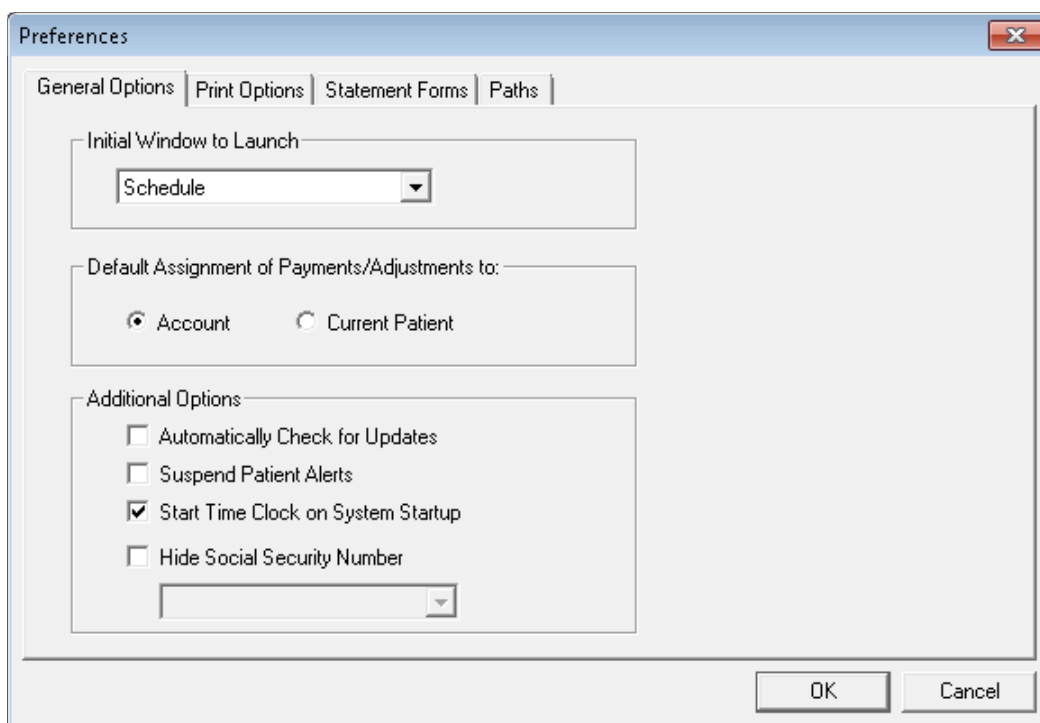 Preferences
General Options Print Options Statement Forms Paths
Initial Window to Launch
Schedule
Default Assignment of Payments/Adjustments to:
Account Current Patient
Additional Options
Automatically Check for Updates
Suspend Patient Alerts
Start Time Clock on System Startup
Hide Social Security Number
OK Cancel